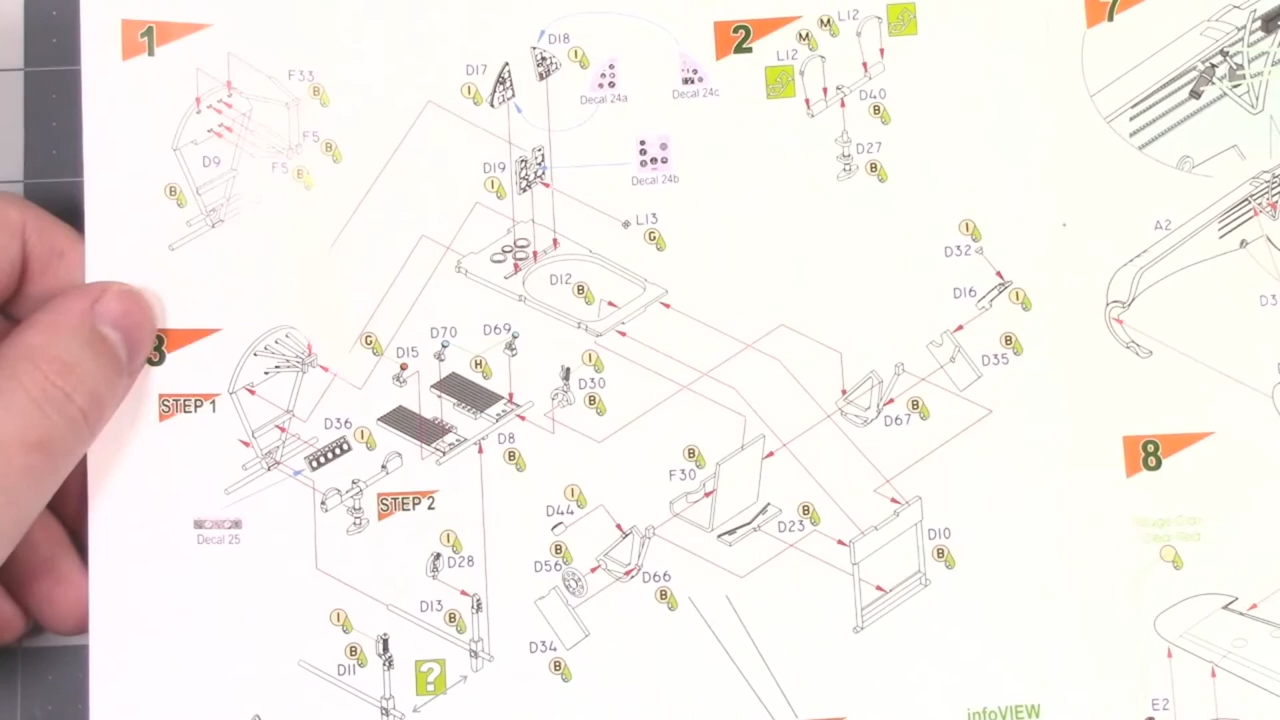 1
F33
B
F5
B
F5
B
D9
B
D17
I
D18
I
Decal 24a
Decal 24c
D19
I
Decal 24b
L13
G
D12
B
2
M
M
L12
L12
D40
B
D27
B
7
A2
3
STEP 1
D36
I
Decal 25
STEP 2
G
D15
D70
D69
H
D30
I
B
D8
B
I
D32
D16
I
D35
B
D67
B
B
F30
D44
I
B
D56
D66
B
D34
B
D23
B
D10
B
I
D28
D13
B
I
B
D11
?
8
E2
infoVIEW